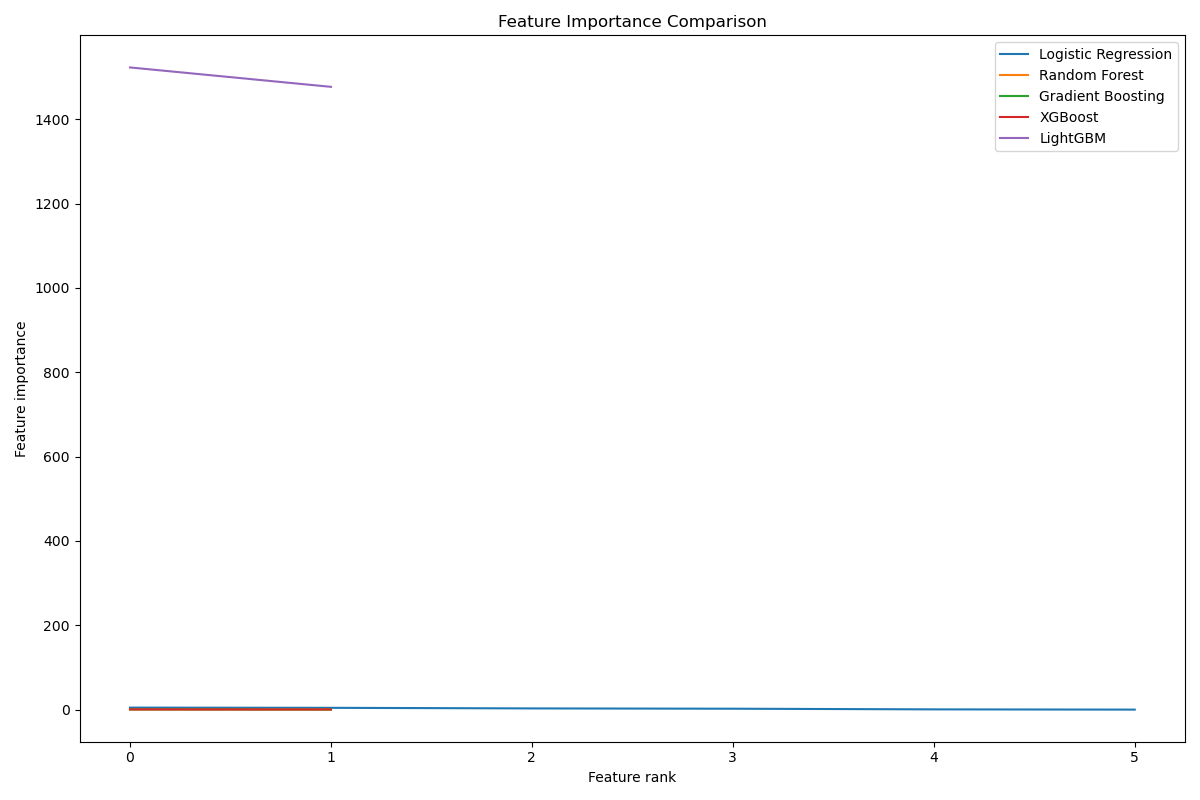 Feature Importance Comparison
Logistic Regression
Random Forest
Gradient Boosting
XGBoost
LightGBM
1400
1200
1000
800
600
400
200
0
Feature importance
0 1 2 3 4 5
Feature rank